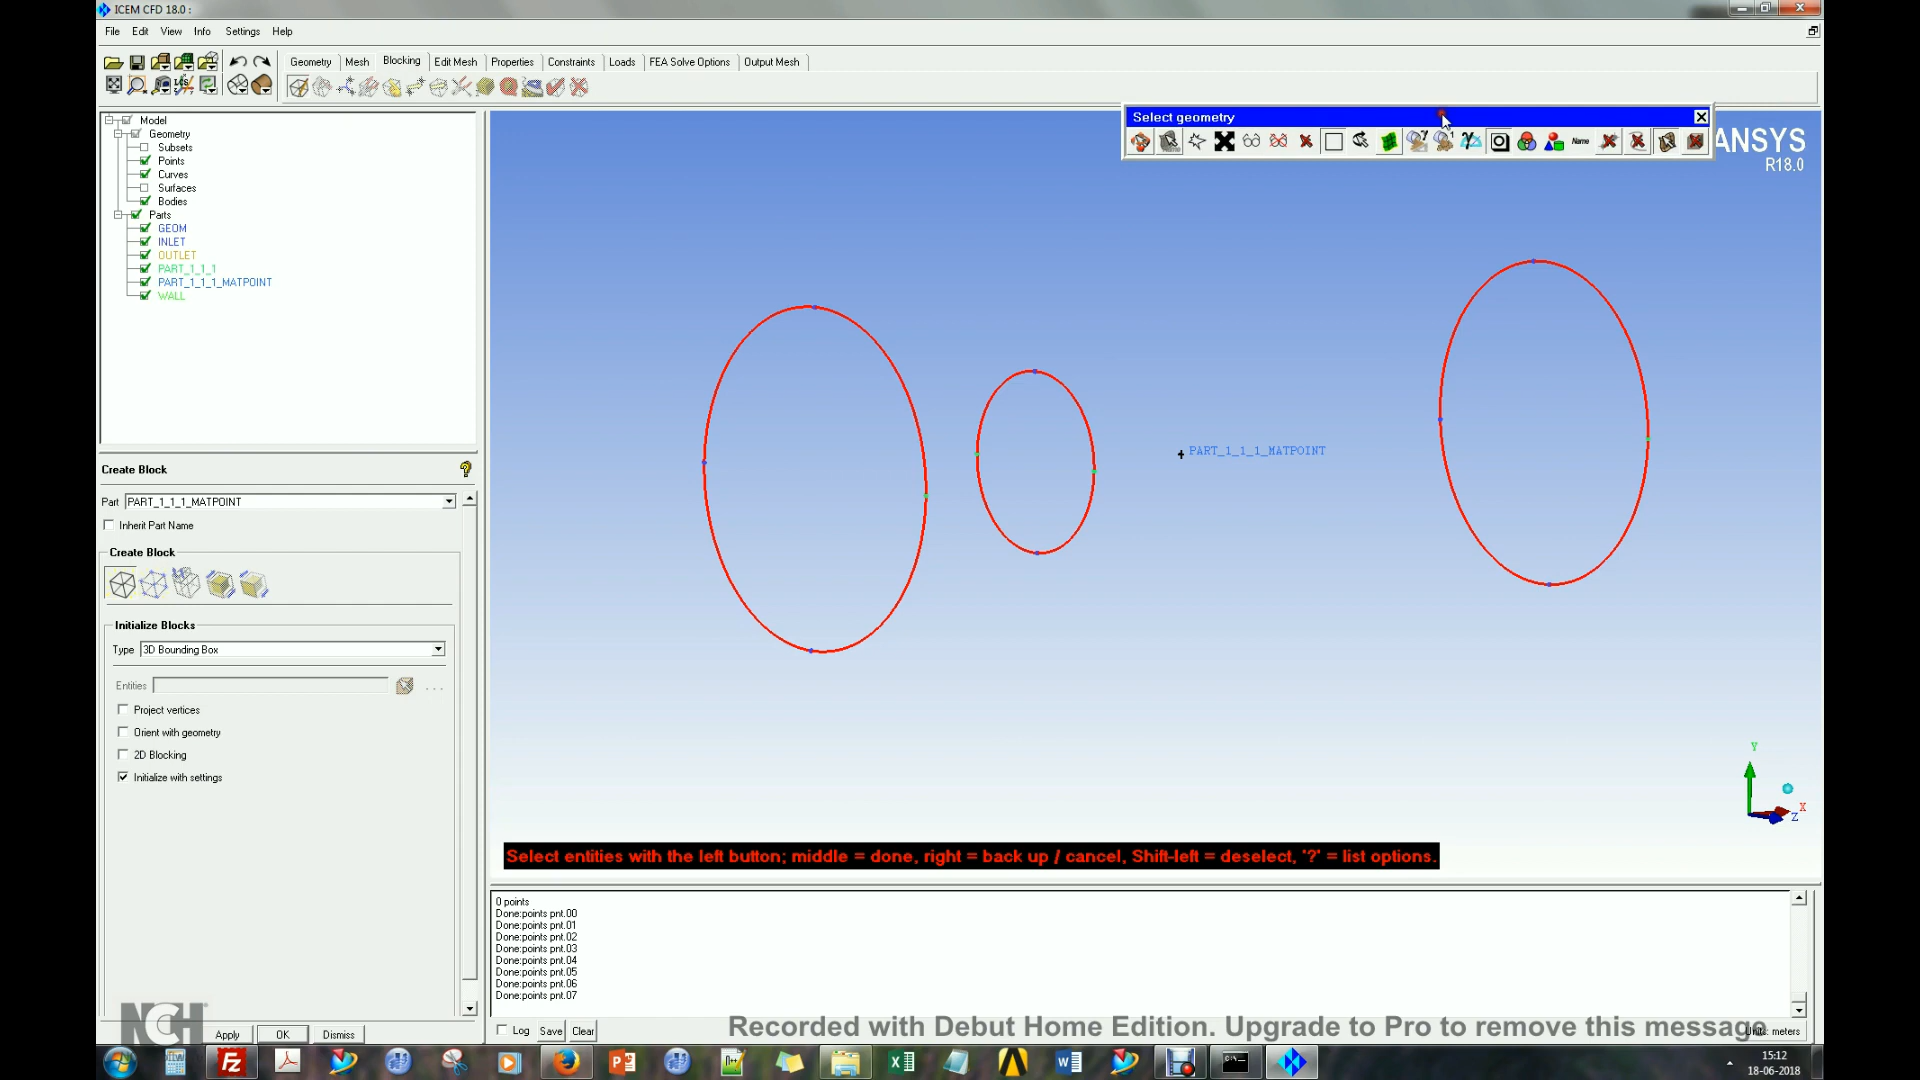 ICEM CFD 18.0 :
File Edit View Info Settings Help
Geometry Mesh Blocking Edit Mesh Properties Constraints Loads FEA Solve Options Output Mesh
Select geometry
Name
ANSYS
R18.0
Model
Geometry
Subsets
Points
Curves
Surfaces
Bodies
Parts
GEOM
INLET
OUTLET
PART_1_1_1
PART_1_1_1_MATPOINT
WALL
PART_1_1_1_MATPOINT
Create Block
Part PART_1_1_1_MATPOINT
Inherit Part Name
Create Block
Initialize Blocks
Type 3D Bounding Box
Entities
Project vertices
Orient with geometry
2D Blocking
Initialize with settings
Apply OK Dismiss
Y
X
Z
Select entities with the left button; middle = done, right = back up / cancel, Shift-left = deselect, '?' = list options.
0 points
Done:points pnt.00
Done:points pnt.01
Done:points pnt.02
Done:points pnt.03
Done:points pnt.04
Done:points pnt.05
Done:points pnt.06
Done:points pnt.07
Log Save Clear
NCH
Recorded with Debut Home Edition. Upgrade to Pro to remove this message
Units: meters
15:12
18-06-2018